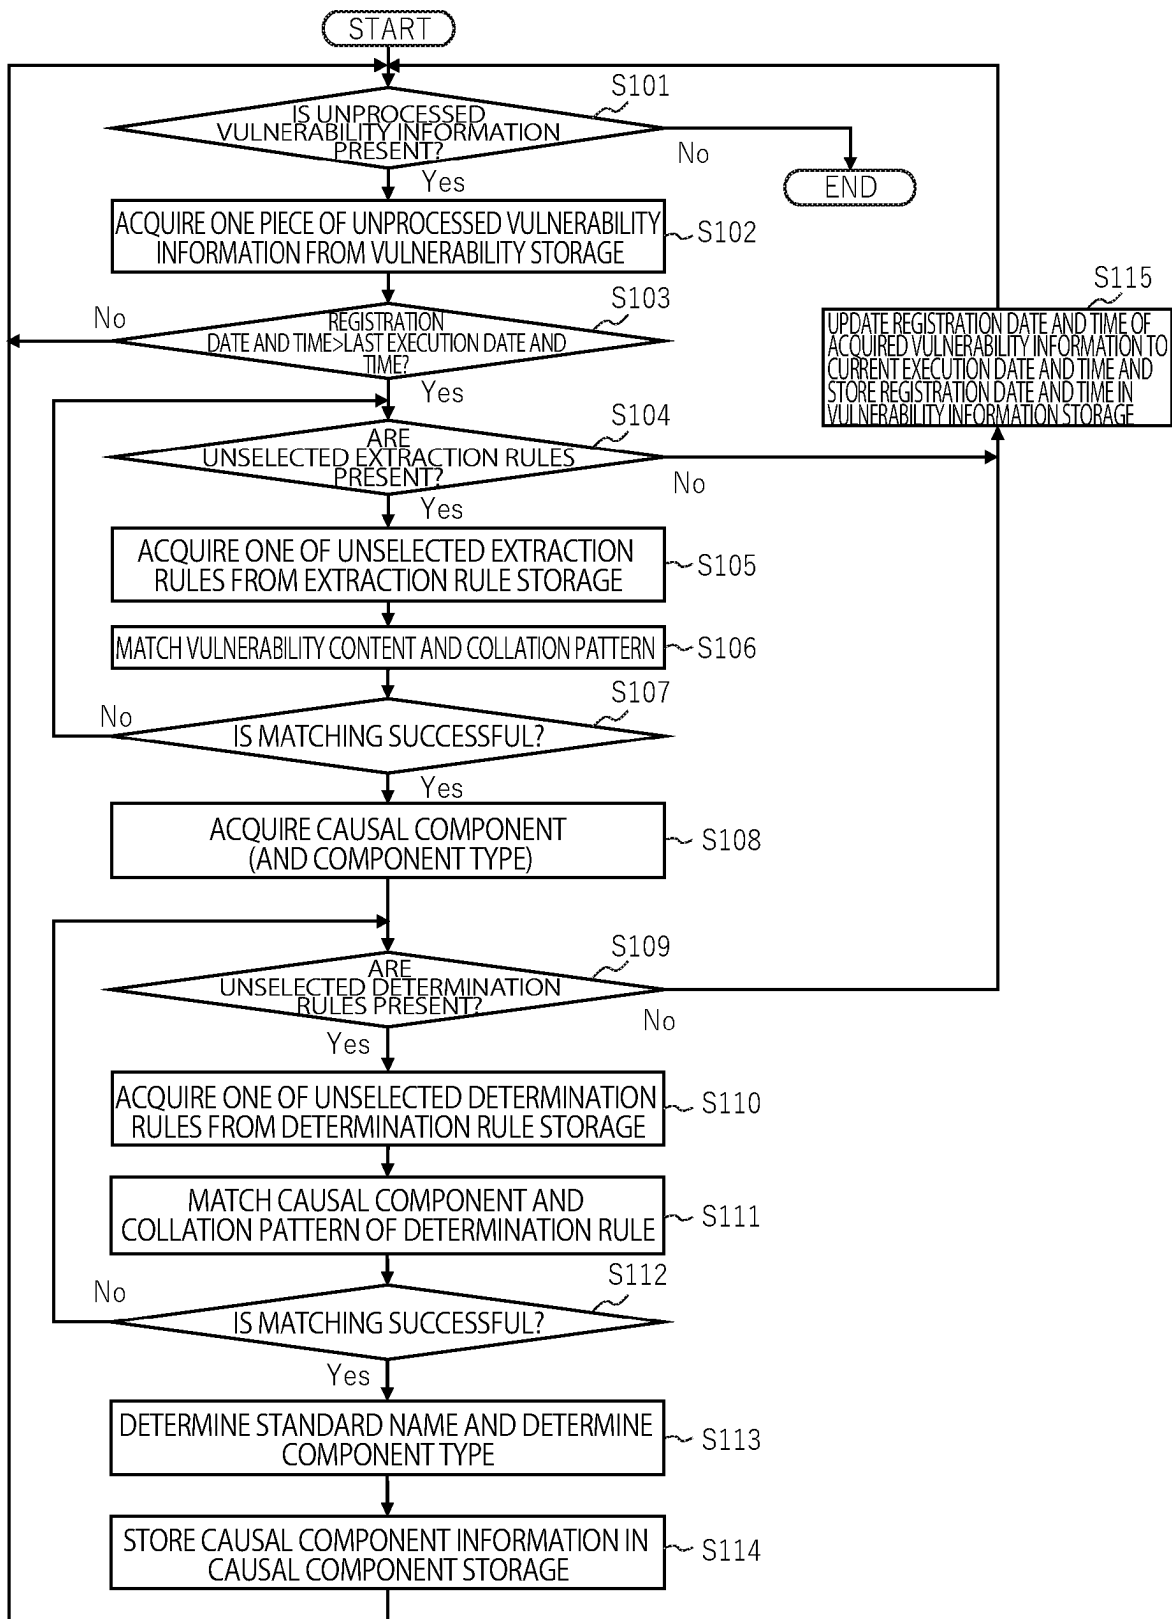 START
S101
IS UNPROCESSED
VULNERABILITY INFORMATION
PRESENT?
No
Yes
END
ACQUIRE ONE PIECE OF UNPROCESSED VULNERABILITY
INFORMATION FROM VULNERABILITY STORAGE
S102
S103
No
REGISTRATION
DATE AND TIME>LAST EXECUTION DATE AND
TIME?
Yes
S115
UPDATE REGISTRATION DATE AND TIME OF
ACQUIRED VULNERABILITY INFORMATION TO
CURRENT EXECUTION DATE AND TIME AND
STORE REGISTRATION DATE AND TIME IN
VULNERABILITY INFORMATION STORAGE
S104
ARE
UNSELECTED EXTRACTION RULES
PRESENT?
No
Yes
ACQUIRE ONE OF UNSELECTED EXTRACTION
RULES FROM EXTRACTION RULE STORAGE
S105
MATCH VULNERABILITY CONTENT AND COLLATION PATTERN
S106
S107
No
IS MATCHING SUCCESSFUL?
Yes
ACQUIRE CAUSAL COMPONENT
(AND COMPONENT TYPE)
S108
S109
ARE
UNSELECTED DETERMINATION
RULES PRESENT?
No
Yes
ACQUIRE ONE OF UNSELECTED DETERMINATION
RULES FROM DETERMINATION RULE STORAGE
S110
MATCH CAUSAL COMPONENT AND
COLLATION PATTERN OF DETERMINATION RULE
S111
S112
No
IS MATCHING SUCCESSFUL?
Yes
DETERMINE STANDARD NAME AND DETERMINE
COMPONENT TYPE
S113
STORE CAUSAL COMPONENT INFORMATION IN
CAUSAL COMPONENT STORAGE
S114